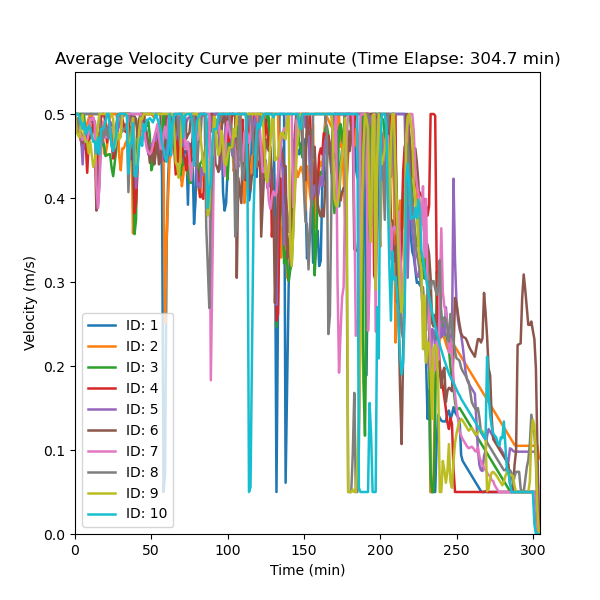 Average Velocity Curve per minute (Time Elapse: 304.7 min)
Velocity (m/s)
0.5
0.4
0.3
0.2
0.1
0.0
ID: 1
ID: 2
ID: 3
ID: 4
ID: 5
ID: 6
ID: 7
ID: 8
ID: 9
ID: 10
0 50 100 150 200 250 300
Time (min)